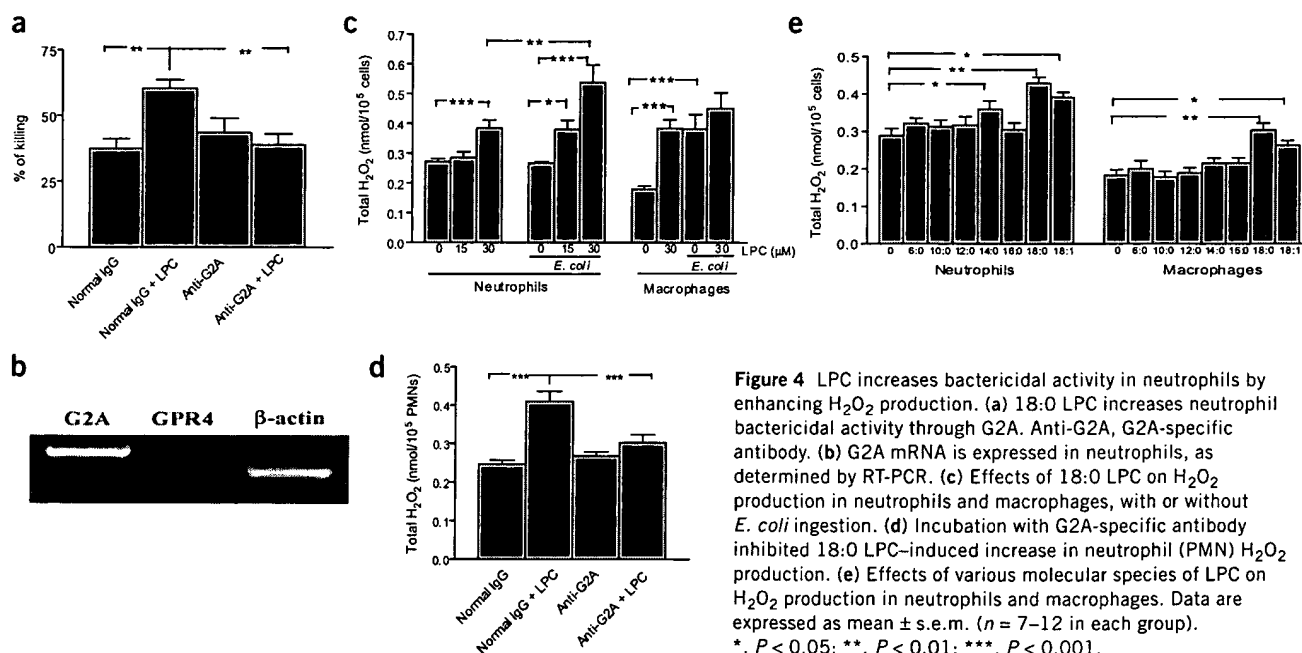 a
75
50
25
0
% of killing
** **
Normal IgG
Normal IgG + LPC
Anti-G2A
Anti-G2A + LPC
b
G2A GPR4 β-actin
c
0.7
0.6
0.5
0.4
0.3
0.2
0.1
0.0
Total H₂O₂ (nmol/10⁵ cells)
**
*** ***
* ***
***
0 15 30 0 15 30 0 30 0 30 LPC (μM)
E. coli E. coli
Neutrophils Macrophages
d
0.5
0.4
0.3
0.2
0.1
0.0
Total H₂O₂ (nmol/10⁵ PMNs)
*** ***
Normal IgG
Normal IgG + LPC
Anti-G2A
Anti-G2A + LPC
e
0.5
0.4
0.3
0.2
0.1
0.0
Total H₂O₂ (nmol/10⁵ cells)
*
**
*
*
**
0 6:0 10:0 12:0 14:0 16:0 18:0 18:1 0 6:0 10:0 12:0 14:0 16:0 18:0 18:1
Neutrophils Macrophages
Figure 4 LPC increases bactericidal activity in neutrophils by
enhancing H₂O₂ production. (a) 18:0 LPC increases neutrophil
bactericidal activity through G2A. Anti-G2A, G2A-specific
antibody. (b) G2A mRNA is expressed in neutrophils, as
determined by RT-PCR. (c) Effects of 18:0 LPC on H₂O₂
production in neutrophils and macrophages, with or without
E. coli ingestion. (d) Incubation with G2A-specific antibody
inhibited 18:0 LPC–induced increase in neutrophil (PMN) H₂O₂
production. (e) Effects of various molecular species of LPC on
H₂O₂ production in neutrophils and macrophages. Data are
expressed as mean ± s.e.m. (n = 7–12 in each group).
*, P < 0.05; **, P < 0.01; ***, P < 0.001.